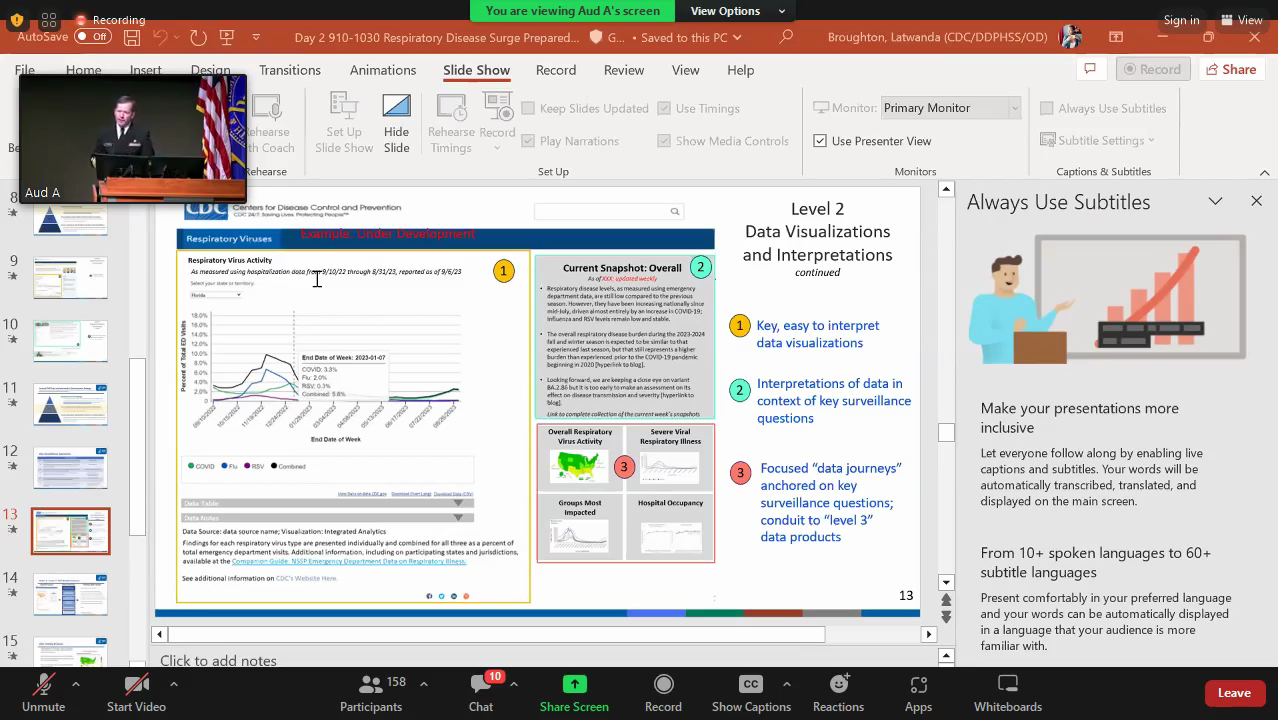 Recording
You are viewing Aud A's screen
View Options
Sign in
View
AutoSave Off
Day 2 910-1030 Respiratory Disease Surge Prepared... G... • Saved to this PC
Broughton, Latwanda (CDC/DDPHSS/OD)
File Home Insert Design Transitions Animations Slide Show Record Review View Help
Record
Share
Rehearse with Coach
Set Up Slide Show
Hide Slide
Rehearse Timings
Record
Keep Slides Updated
Play Narrations
Use Timings
Show Media Controls
Monitor: Primary Monitor
Use Presenter View
Always Use Subtitles
Subtitle Settings
Rehearse
Set Up
Monitors
Captions & Subtitles
Aud A
8
9
10
11
12
13
14
15
CDC
Centers for Disease Control and Prevention
CDC 24/7: Saving Lives, Protecting People™
Example. Under Development
Respiratory Viruses
Respiratory Virus Activity
As measured using hospitalization data from 9/10/22 through 8/31/23, reported as of 9/6/23
1
Select your state or territory:
Florida
18.0%
16.0%
14.0%
12.0%
10.0%
8.0%
6.0%
4.0%
2.0%
0
Percent of Total ED Visits
End Date of Week: 2023-01-07
COVID: 3.3%
Flu: 2.0%
RSV: 0.3%
Combined: 5.6%
End Date of Week
COVID Flu RSV Combined
View Data on data.CDC.gov Download Chart (.png) Download Data (CSV)
Data Table
Data Notes
Data Source: data source name; Visualization: Integrated Analytics
Findings for each respiratory virus type are presented individually and combined for all three as a percent of
total emergency department visits. Additional information, including on participating states and jurisdictions,
available at the Companion Guide: NSSP Emergency Department Data on Respiratory Illness.
See additional information on CDC's Website Here.
Current Snapshot: Overall
2
As of XXX; updated weekly
• Respiratory disease levels, as measured using emergency
department data, are still low compared to the previous
season. However, they have been increasing nationally since
mid-July, driven almost entirely by an increase in COVID-19;
Influenza and RSV levels remain low and stable.
• The overall respiratory disease burden during the 2023-2024
fall and winter season is expected to be similar to that
experienced last season, but that still represents a higher
burden than experienced prior to the COVID-19 pandemic
beginning in 2020 [hyperlink to blog].
• Looking forward, we are keeping a close eye on variant
BA.2.86 but it is too early to make an assessment on its
effect on disease transmission and severity [hyperlink to
blog].
Link to complete collection of the current week's snapshots
Overall Respiratory
Virus Activity
Severe Viral
Respiratory Illness
3
Groups Most
Impacted
Hospital Occupancy
Level 2
Data Visualizations
and Interpretations
continued
1 Key, easy to interpret
data visualizations
2 Interpretations of data in
context of key surveillance
questions
3 Focused “data journeys”
anchored on key
surveillance questions;
conduit to “level 3”
data products
13
Click to add notes
Always Use Subtitles
Make your presentations more
inclusive
Let everyone follow along by enabling live
captions and subtitles. Your words will be
automatically transcribed, translated, and
displayed on the main screen.
From 10+ spoken languages to 60+
subtitle languages
Present comfortably in your preferred language
and your words can be automatically displayed
in a language that your audience is more
familiar with.
Unmute
Start Video
158
Participants
10
Chat
Share Screen
Record
CC
Show Captions
Reactions
Apps
Whiteboards
Leave